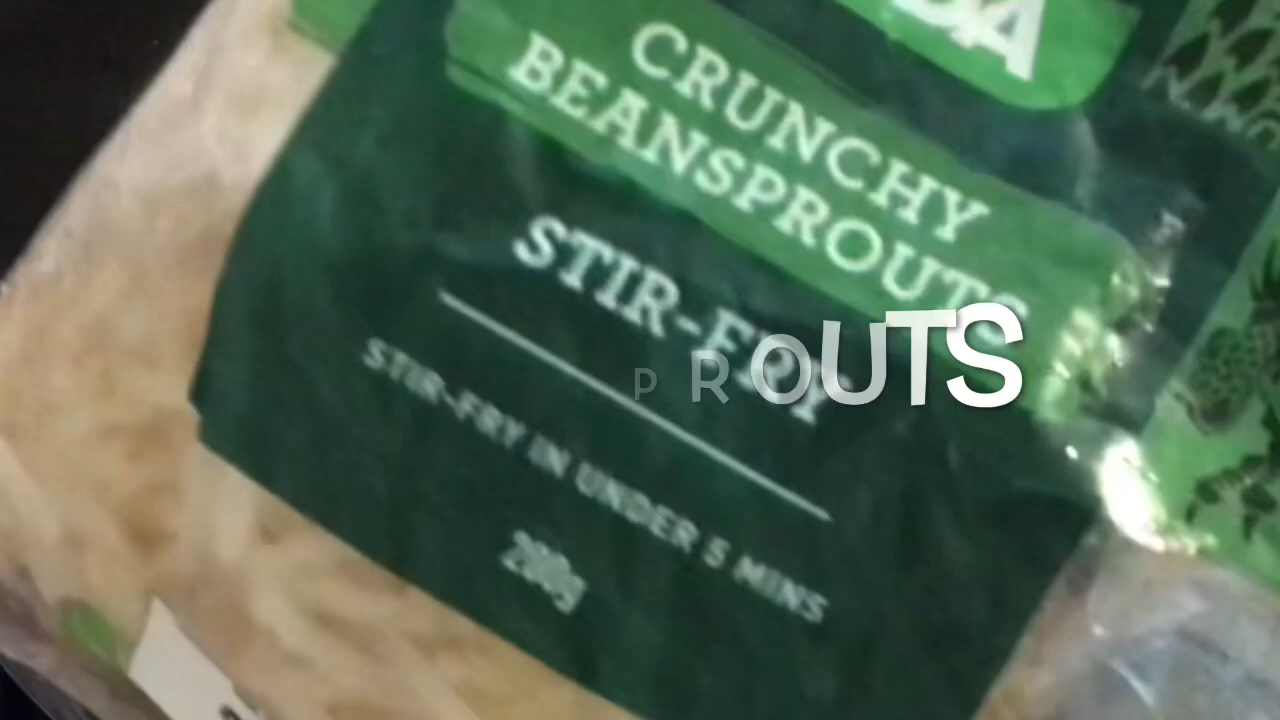 CRUNCHY
BEANSPROUTS
STIR-FRY
PROUTS
STIR-FRY IN UNDER 5 MINS